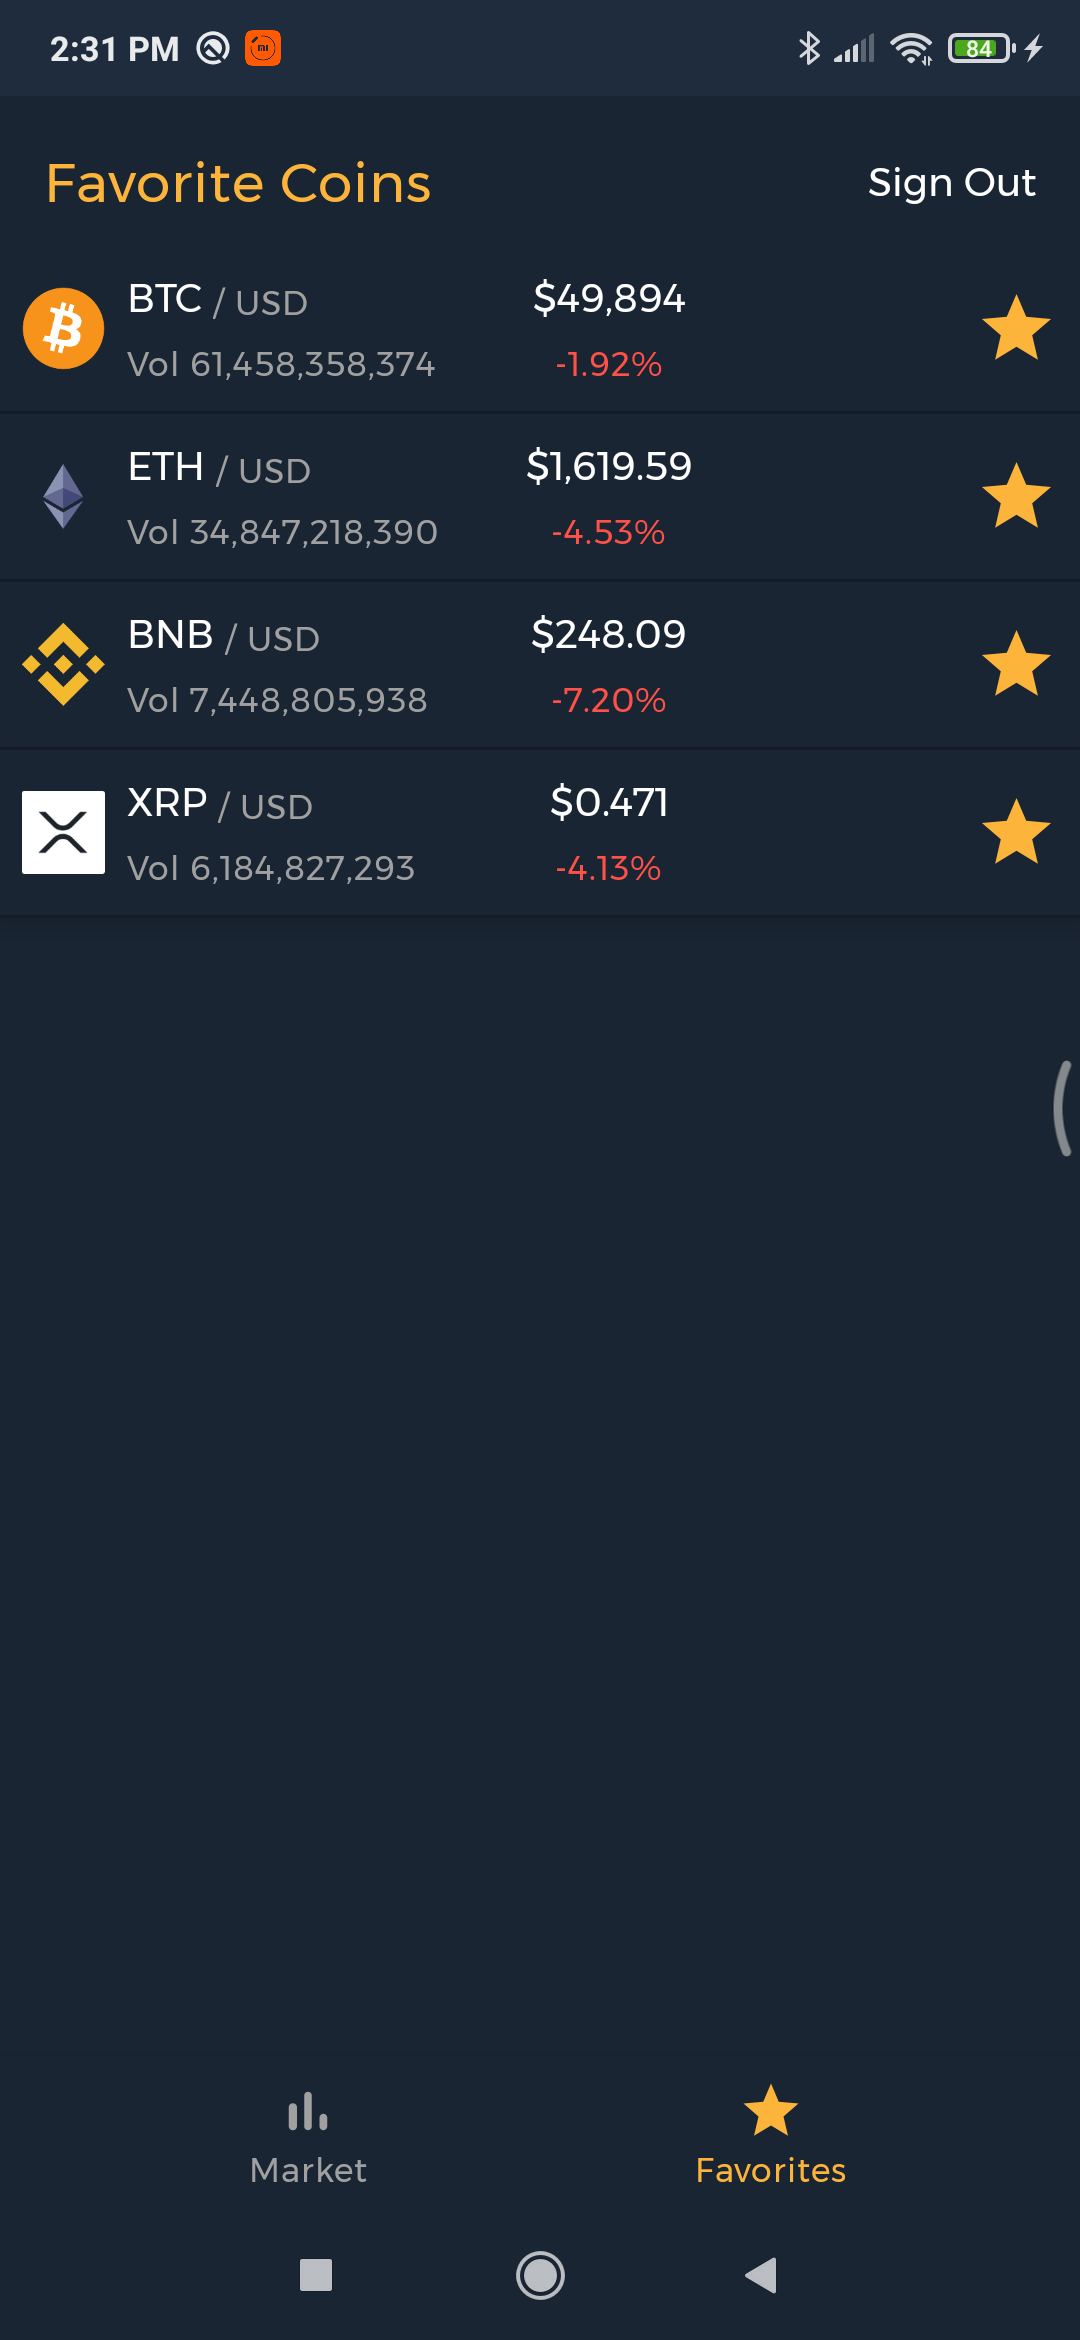 2:31 PM
84
Favorite Coins
Sign Out
BTC / USD
$49,894
Vol 61,458,358,374
-1.92%
ETH / USD
$1,619.59
Vol 34,847,218,390
-4.53%
BNB / USD
$248.09
Vol 7,448,805,938
-7.20%
XRP / USD
$0.471
Vol 6,184,827,293
-4.13%
Market
Favorites